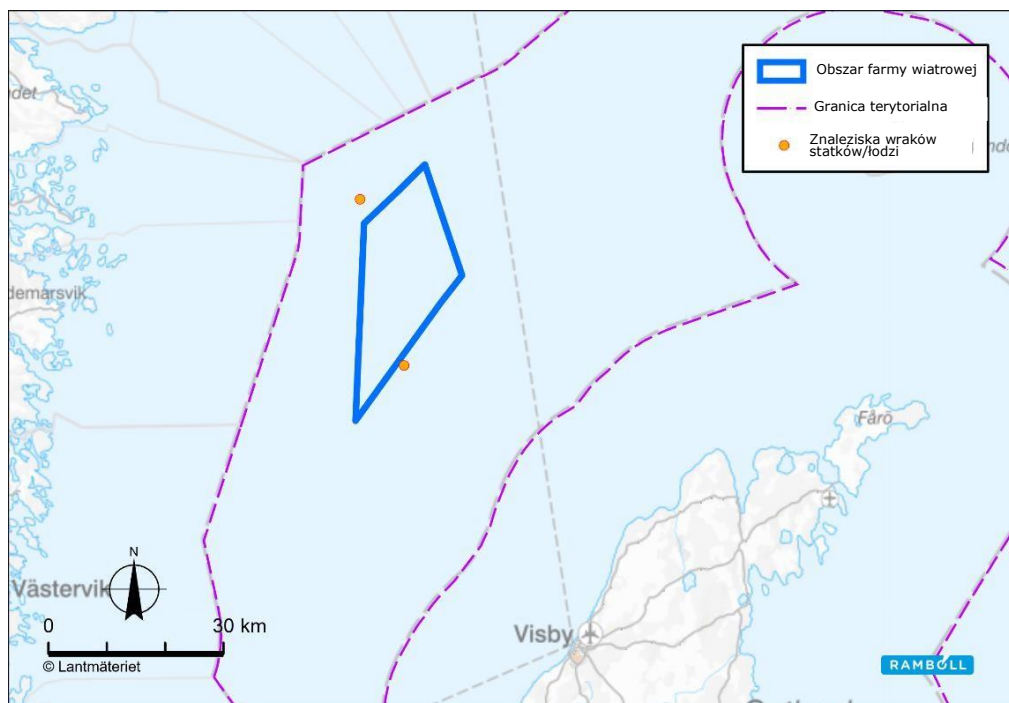 Obszar farmy wiatrowej
Granica terytorialna
Znaleziska wraków
statków/łodzi
demarsvik
Fårö
N
Västervik
0 30 km
© Lantmäteriet
Visby
RAMBOLL